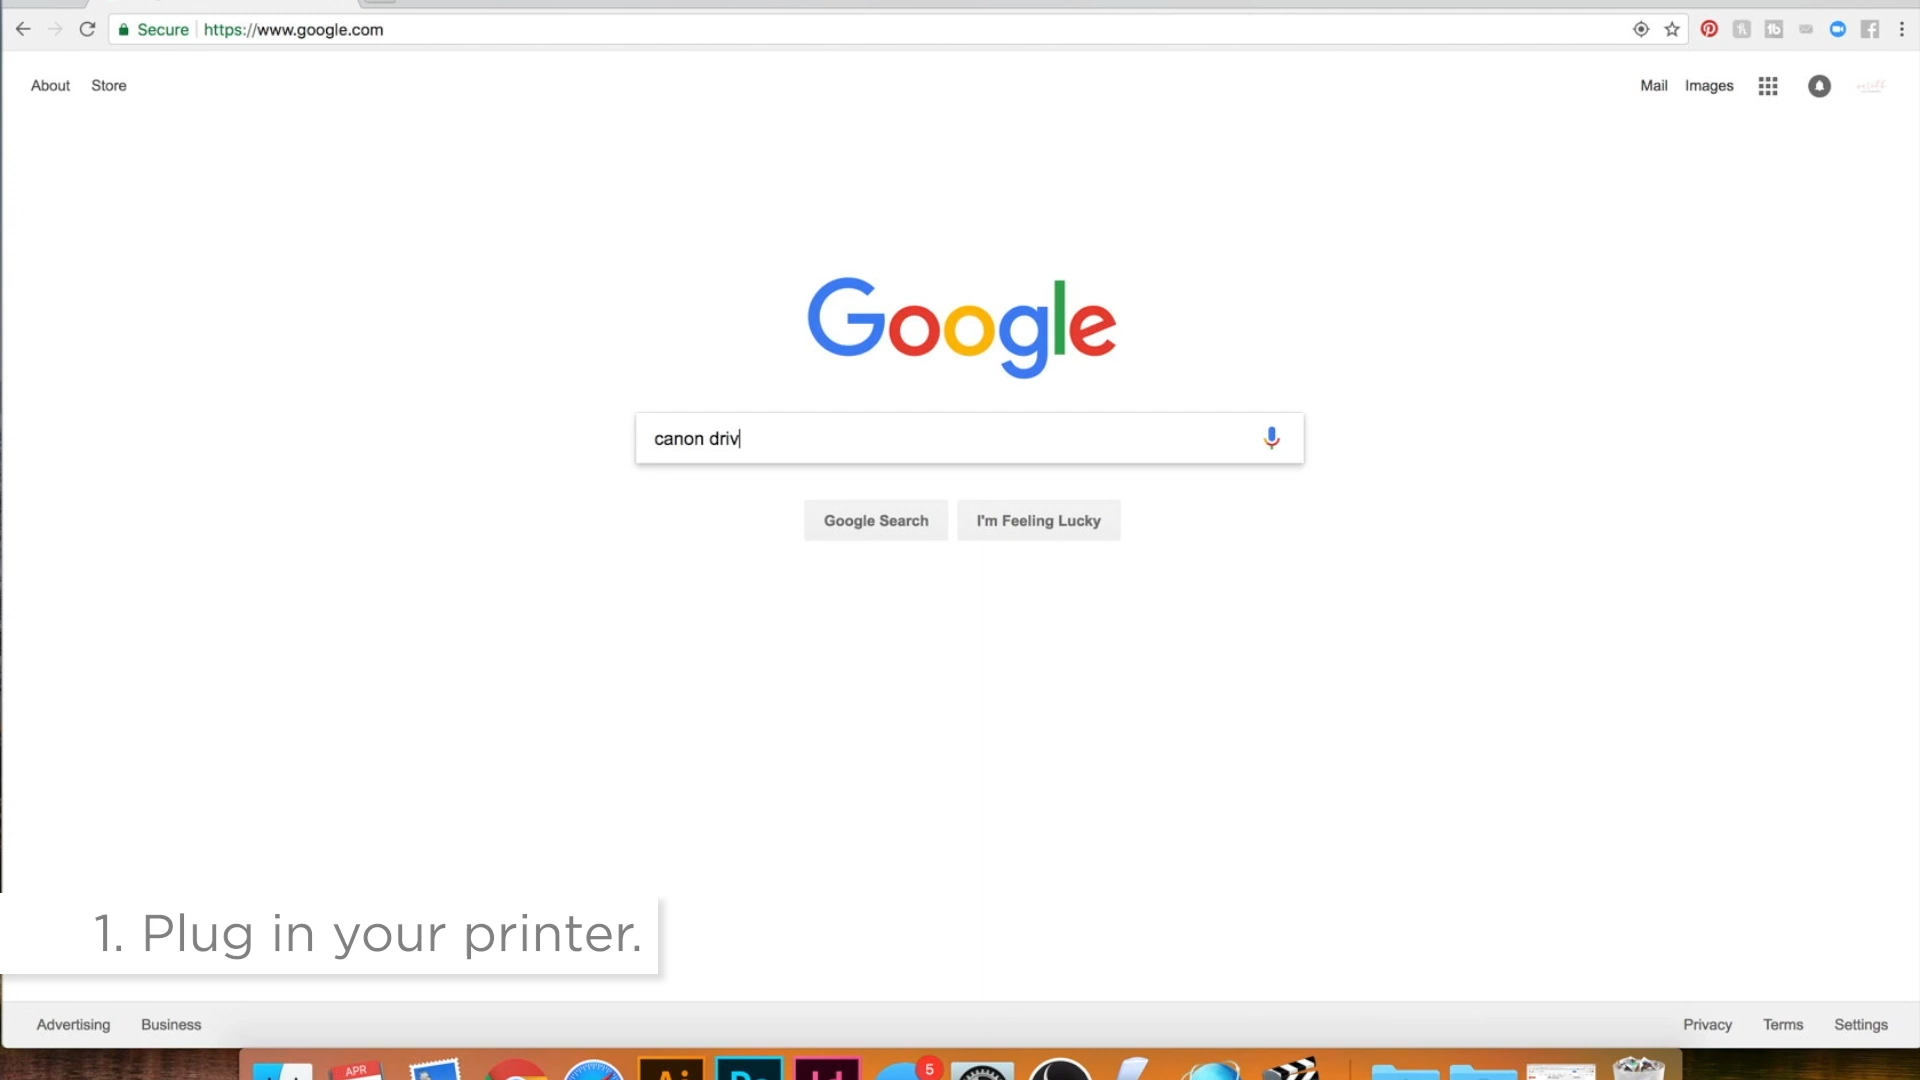 Secure https://www.google.com
About Store Mail Images
Google
canon driv
Google Search I'm Feeling Lucky
1. Plug in your printer.
Advertising Business Privacy Terms Settings
APR 5